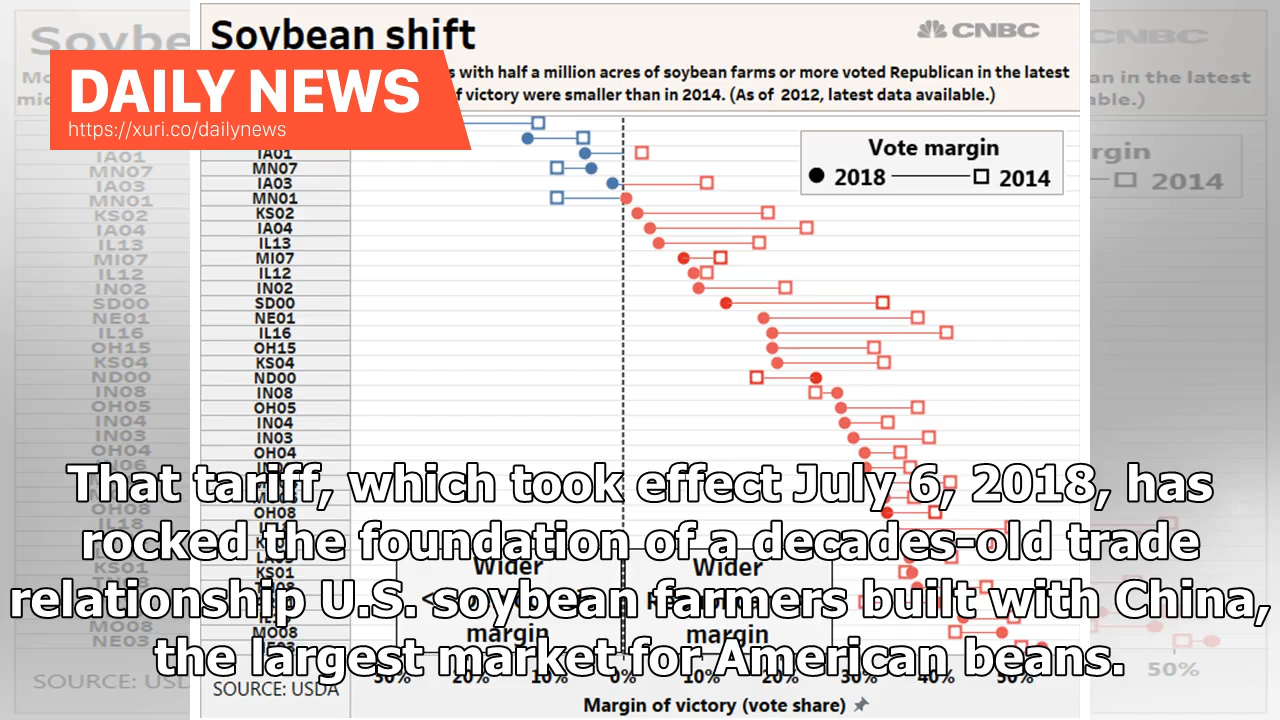 Soybean shift
CNBC
s with half a million acres of soybean farms or more voted Republican in the latest
f victory were smaller than in 2014. (As of 2012, latest data available.)
DAILY NEWS
https://xuri.co/dailynews
Vote margin
2018
2014
IA01
MN07
IA03
MN01
KS02
IA04
IL13
MI07
IL12
IN02
SD00
NE01
IL16
OH15
KS04
ND00
IN08
OH05
IN04
IN03
OH04
OH08
KS01
MO08
That tariff, which took effect July 6, 2018, has
rocked the foundation of a decades-old trade
relationship U.S. soybean farmers built with China,
the largest market for American beans.
Wider
margin
Wider
margin
10%
0%
10%
20%
SOURCE: USDA
Margin of victory (vote share)
50%